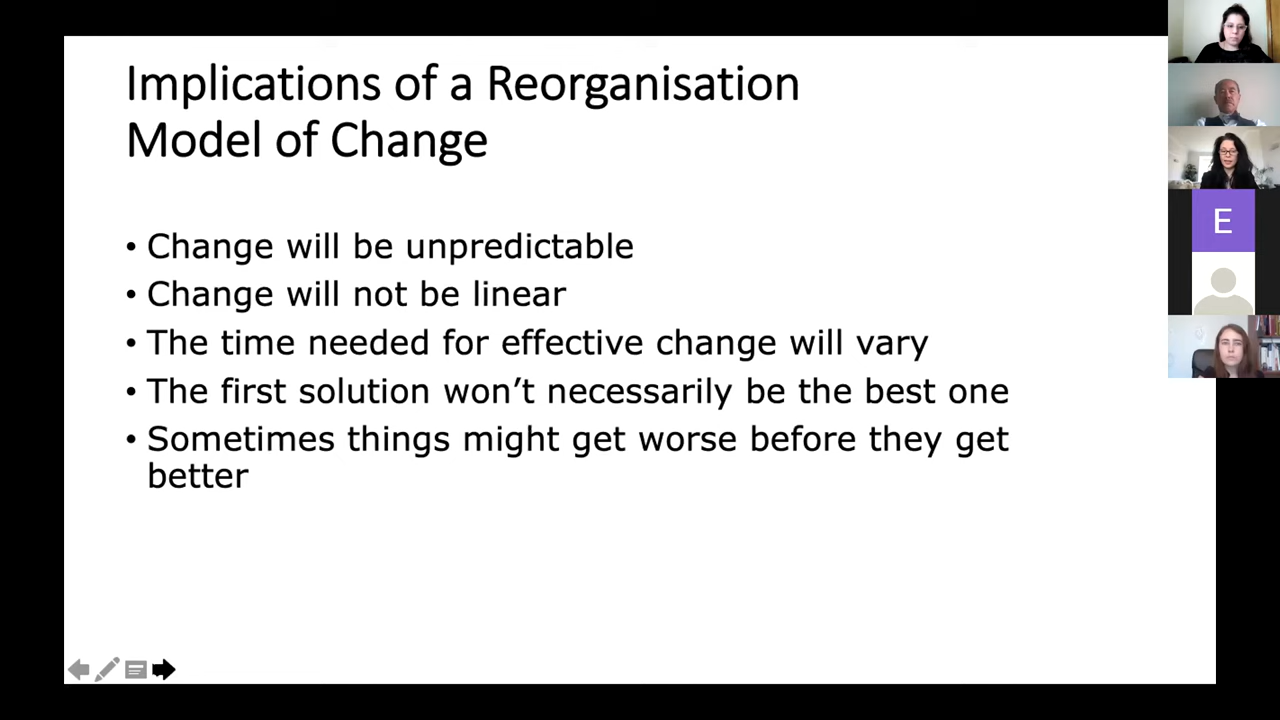 Implications of a Reorganisation
Model of Change
• Change will be unpredictable
• Change will not be linear
• The time needed for effective change will vary
• The first solution won’t necessarily be the best one
• Sometimes things might get worse before they get
better
E